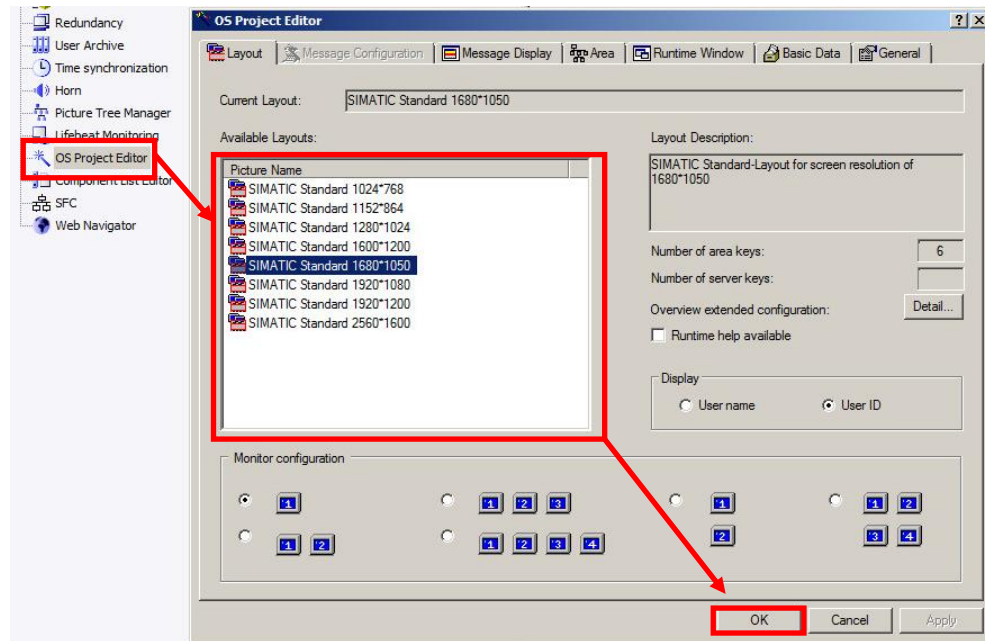 Redundancy
User Archive
Time synchronization
Horn
Picture Tree Manager
Lifebeat Monitoring
OS Project Editor
Component List Editor
SFC
Web Navigator
OS Project Editor
Layout Message Configuration Message Display Area Runtime Window Basic Data General
Current Layout: SIMATIC Standard 1680*1050
Available Layouts:
Picture Name
SIMATIC Standard 1024*768
SIMATIC Standard 1152*864
SIMATIC Standard 1280*1024
SIMATIC Standard 1600*1200
SIMATIC Standard 1680*1050
SIMATIC Standard 1920*1080
SIMATIC Standard 1920*1200
SIMATIC Standard 2560*1600
Layout Description:
SIMATIC Standard-Layout for screen resolution of
1680*1050
Number of area keys: 6
Number of server keys:
Overview extended configuration: Detail...
Runtime help available
Display
User name User ID
Monitor configuration
1 1 2 3 1 1 2
1 2 1 2 3 4 2 3 4
OK Cancel Apply